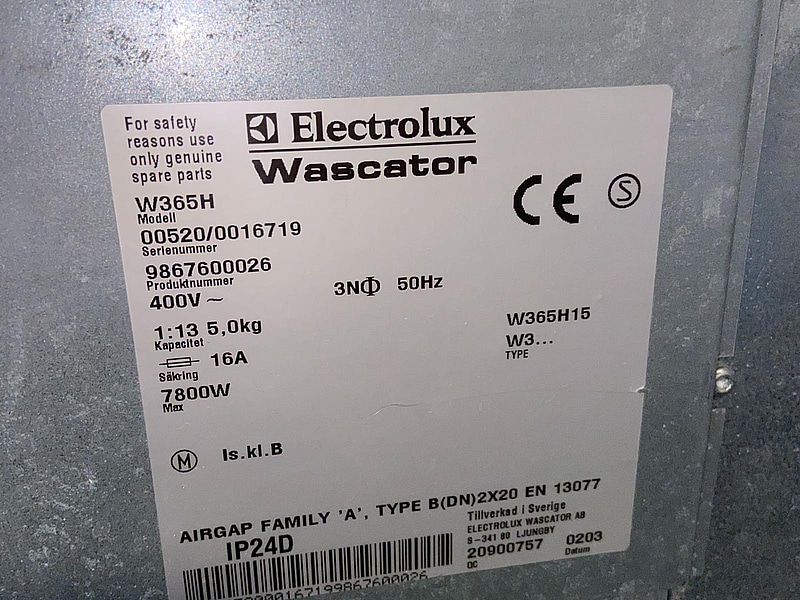 For safety
reasons use
only genuine
spare parts
Electrolux
Wascator
W365H
Modell
00520/0016719
Serienummer
9867600026
Produktnummer
400V ~
3NΦ 50Hz
1:13 5,0kg
Kapacitet
16A
Säkring
7800W
Max
CE
S
W365H15
W3...
TYPE
M
Is.kl.B
AIRGAP FAMILY 'A', TYPE B(DN)2X20 EN 13077
IP24D
Tillverkad i Sverige
ELECTROLUX WASCATOR AB
S-341 80 LJUNGBY
20900757 0203
QC Datum